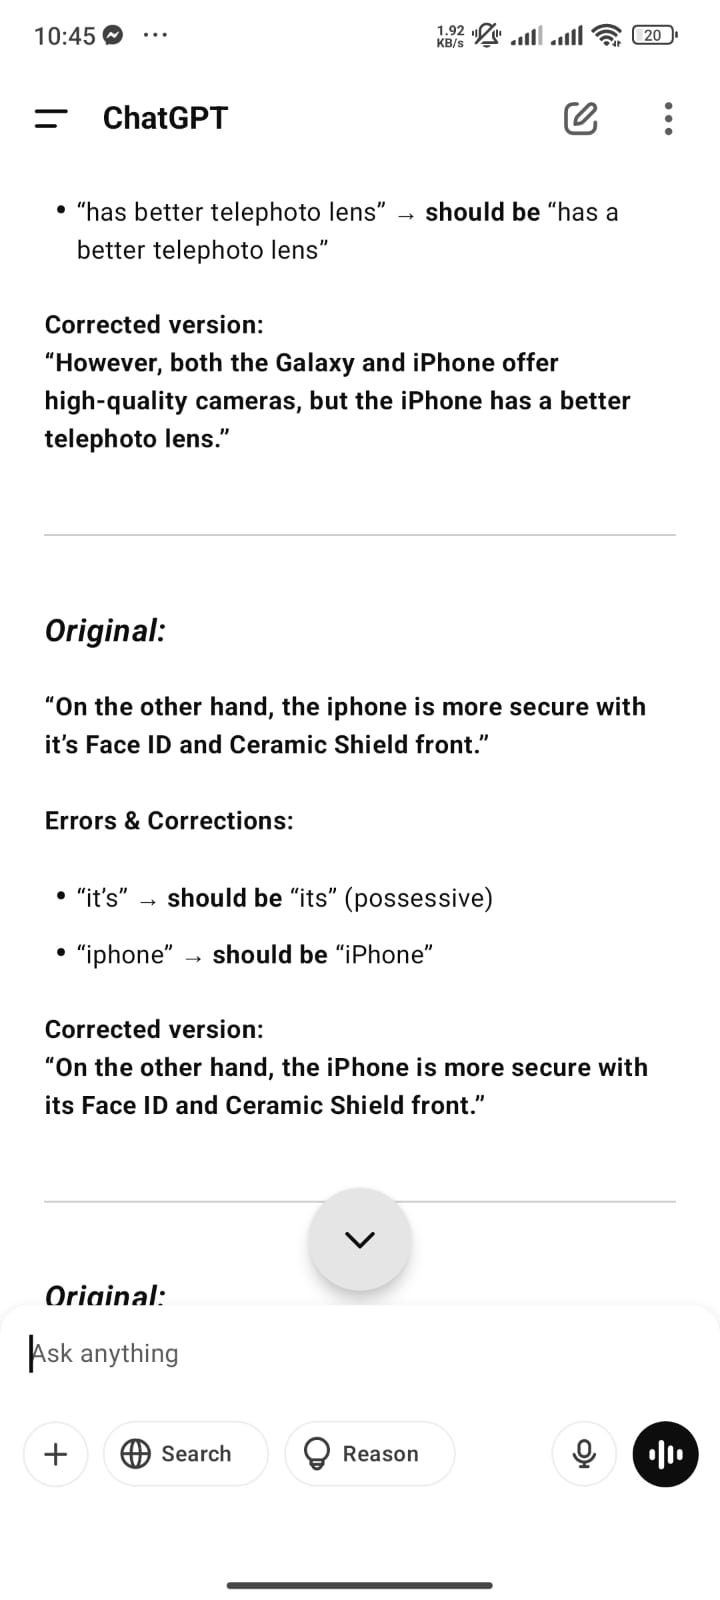 10:45 ...
1.92
KB/s
20
ChatGPT
• “has better telephoto lens” → should be “has a
better telephoto lens”
Corrected version:
“However, both the Galaxy and iPhone offer
high-quality cameras, but the iPhone has a better
telephoto lens.”
Original:
“On the other hand, the iphone is more secure with
it’s Face ID and Ceramic Shield front.”
Errors & Corrections:
• “it’s” → should be “its” (possessive)
• “iphone” → should be “iPhone”
Corrected version:
“On the other hand, the iPhone is more secure with
its Face ID and Ceramic Shield front.”
Original:
Ask anything
Search
Reason